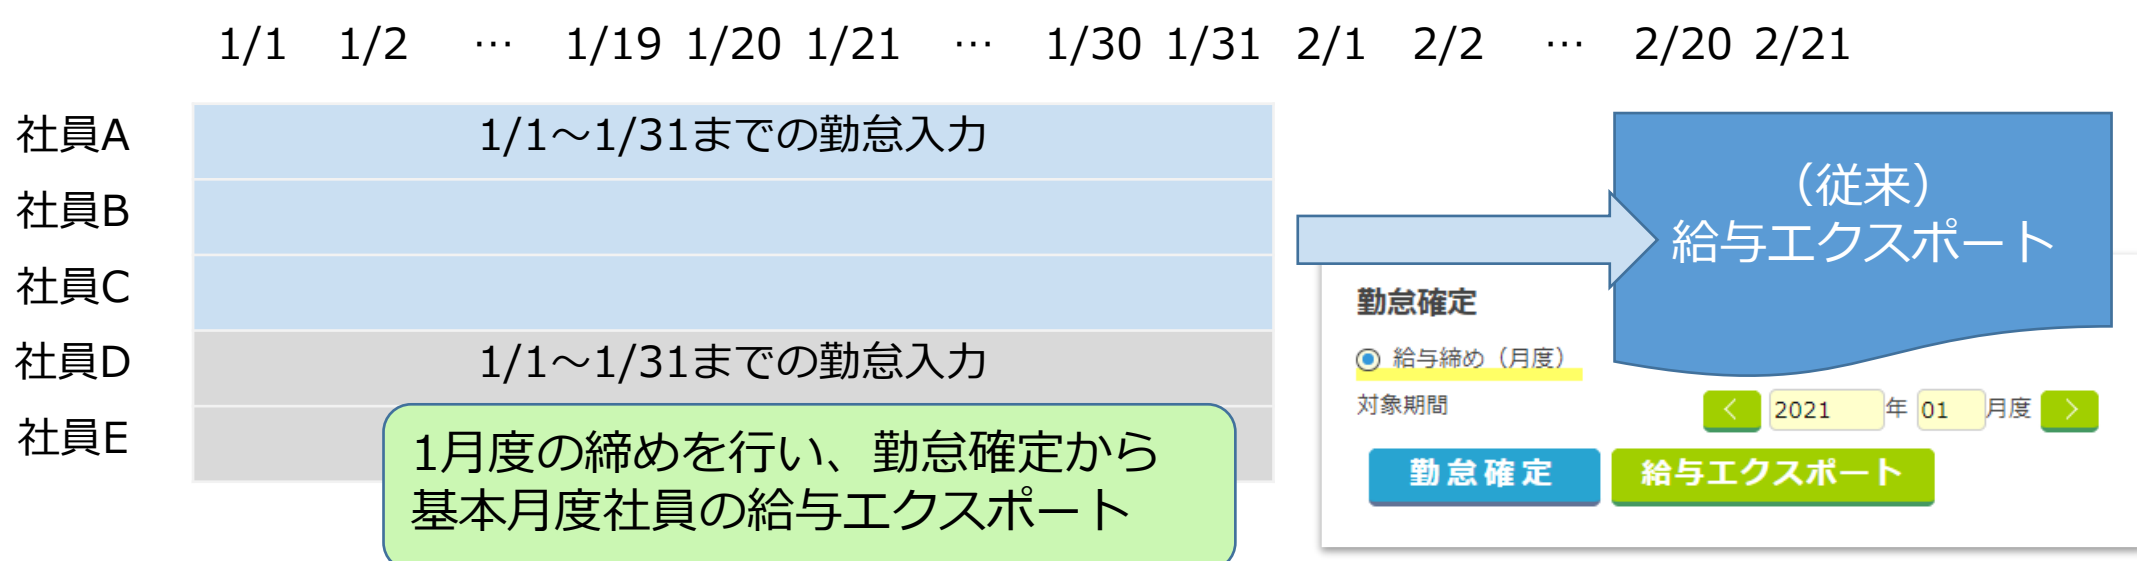 1/1 1/2 … 1/19 1/20 1/21 … 1/30 1/31 2/1 2/2 … 2/20 2/21
社員A
1/1～1/31までの勤怠入力
社員B
社員C
社員D
1/1～1/31までの勤怠入力
社員E
1月度の締めを行い、勤怠確定から
基本月度社員の給与エクスポート
（従来）
給与エクスポート
勤怠確定
給与締め（月度）
対象期間
＜ 2021 年 01 月度 ＞
勤怠確定 給与エクスポート